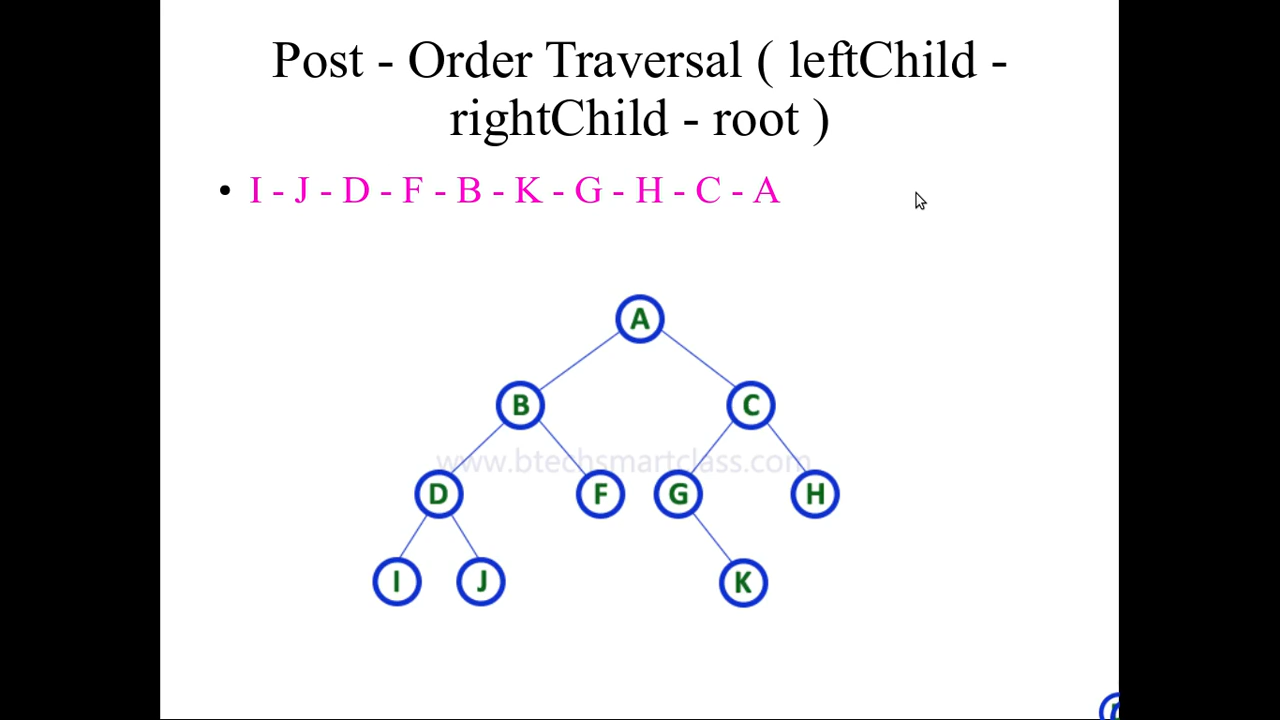 Post - Order Traversal ( leftChild -
rightChild - root )
• I - J - D - F - B - K - G - H - C - A
A
B
C
www.btechsmartclass.com
D
F
G
H
I
J
K